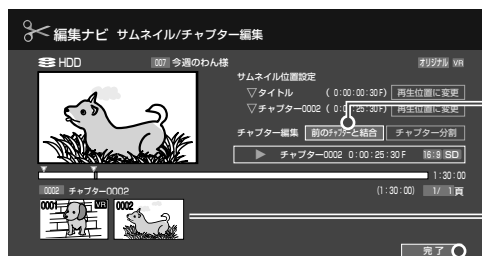 編集ナビ サムネイル/チャプター編集
HDD 007 今週のわん様 オリジナル VR
サムネイル位置設定
▽タイトル ( 0:00:00:30F) 再生位置に変更
▽チャプター0002 ( 0:00:25:30F) 再生位置に変更
チャプター編集 前のチャプターと結合 チャプター分割
▶ チャプター0002 0:00:25:30F 16:9 SD
1:30:00
0002 チャプター0002 (1:30:00) 1/ 1頁
0001 VR 0002
完了